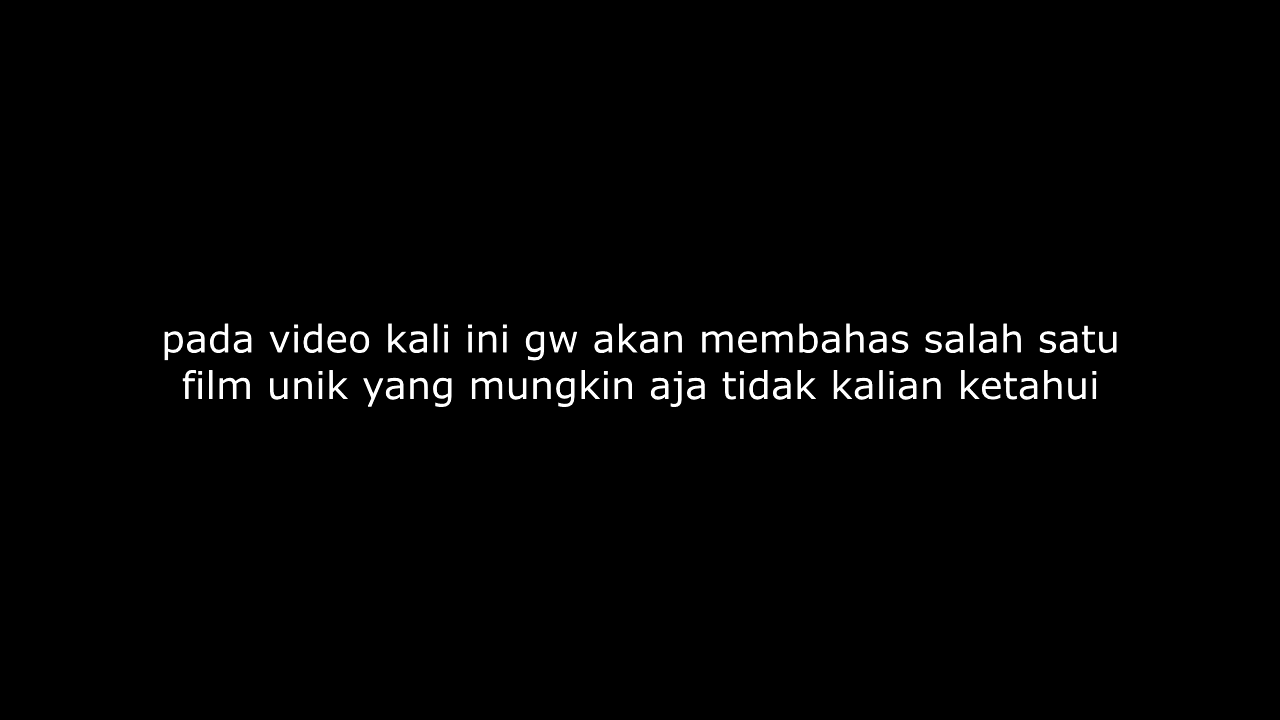 pada video kali ini gw akan membahas salah satu
film unik yang mungkin aja tidak kalian ketahui